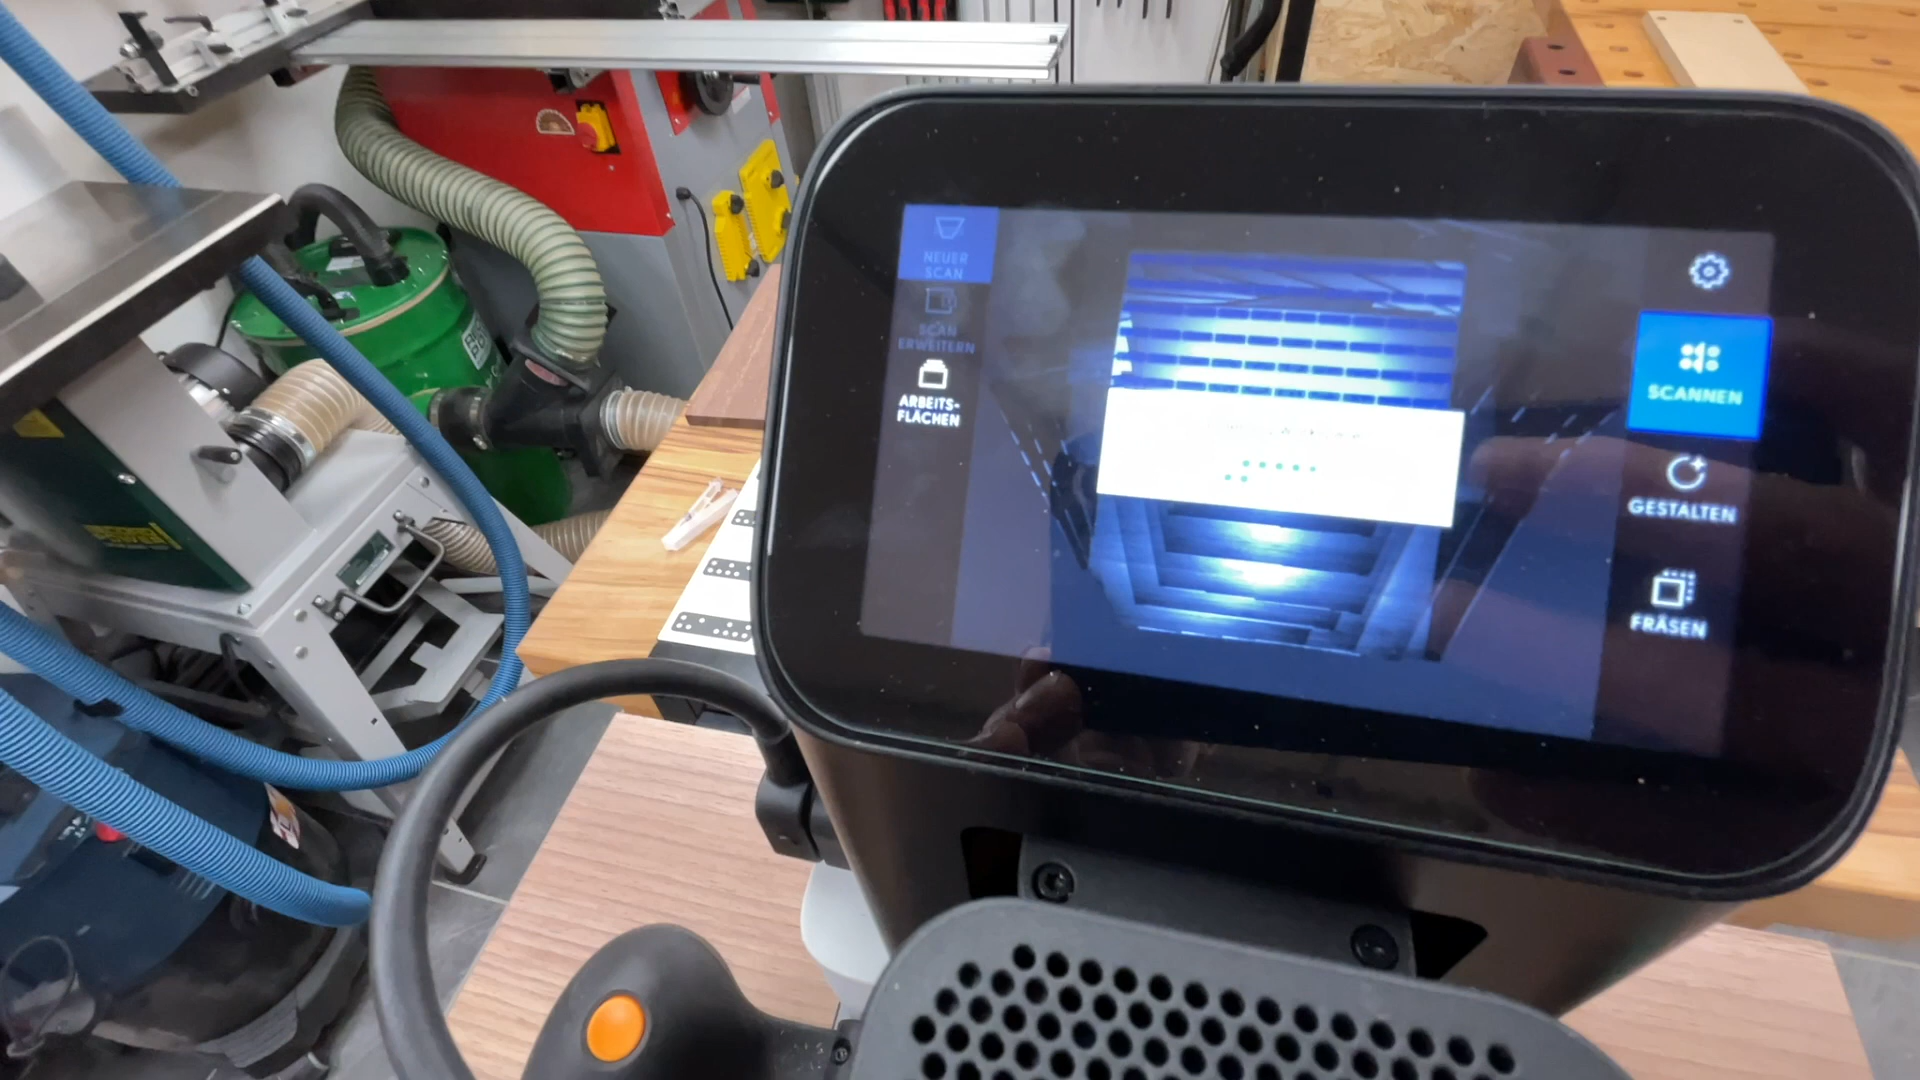 NEUER
SCAN
SCAN
ERWEITERN
ARBEITS-
FLÄCHEN
SCANNEN
GESTALTEN
FRÄSEN